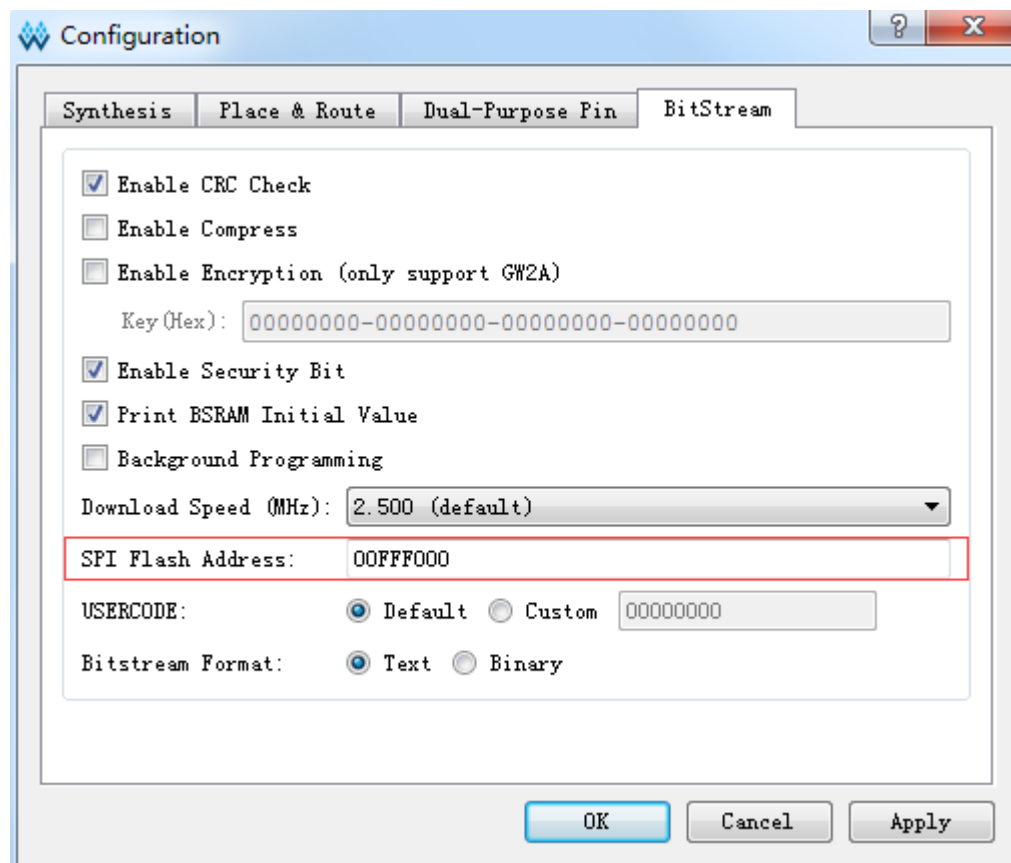 Configuration
Synthesis Place & Route Dual-Purpose Pin BitStream
Enable CRC Check
Enable Compress
Enable Encryption (only support GW2A)
Key(Hex): 00000000-00000000-00000000-00000000
Enable Security Bit
Print BSRAM Initial Value
Background Programming
Download Speed (MHz): 2.500 (default)
SPI Flash Address: 00FFF000
USERCODE: Default Custom 00000000
Bitstream Format: Text Binary
OK Cancel Apply